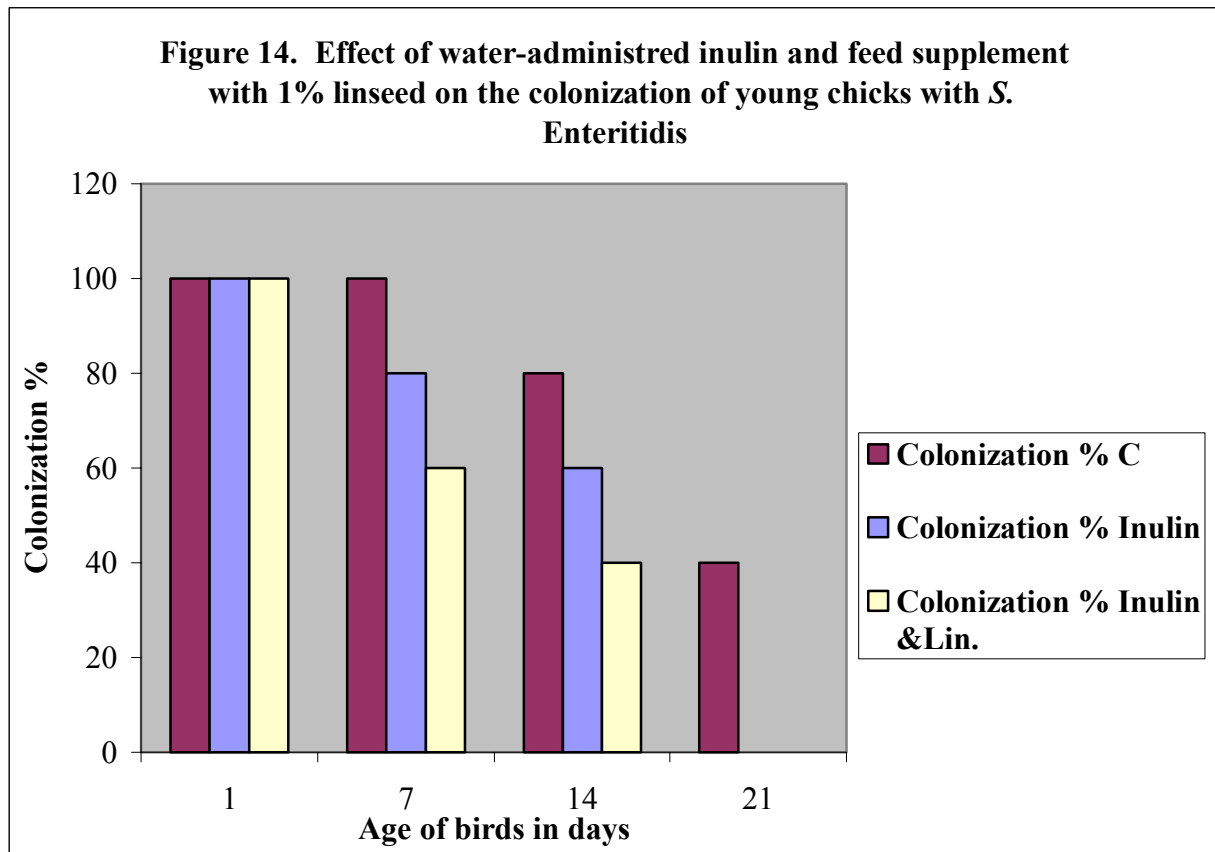 Figure 14.  Effect of water-administred inulin and feed supplement
with 1% linseed on the colonization of young chicks with S.
Enteritidis
120
100
80
60
40
20
0
Colonization %
1 7 14 21
Age of birds in days
Colonization % C
Colonization % Inulin
Colonization % Inulin
&Lin.